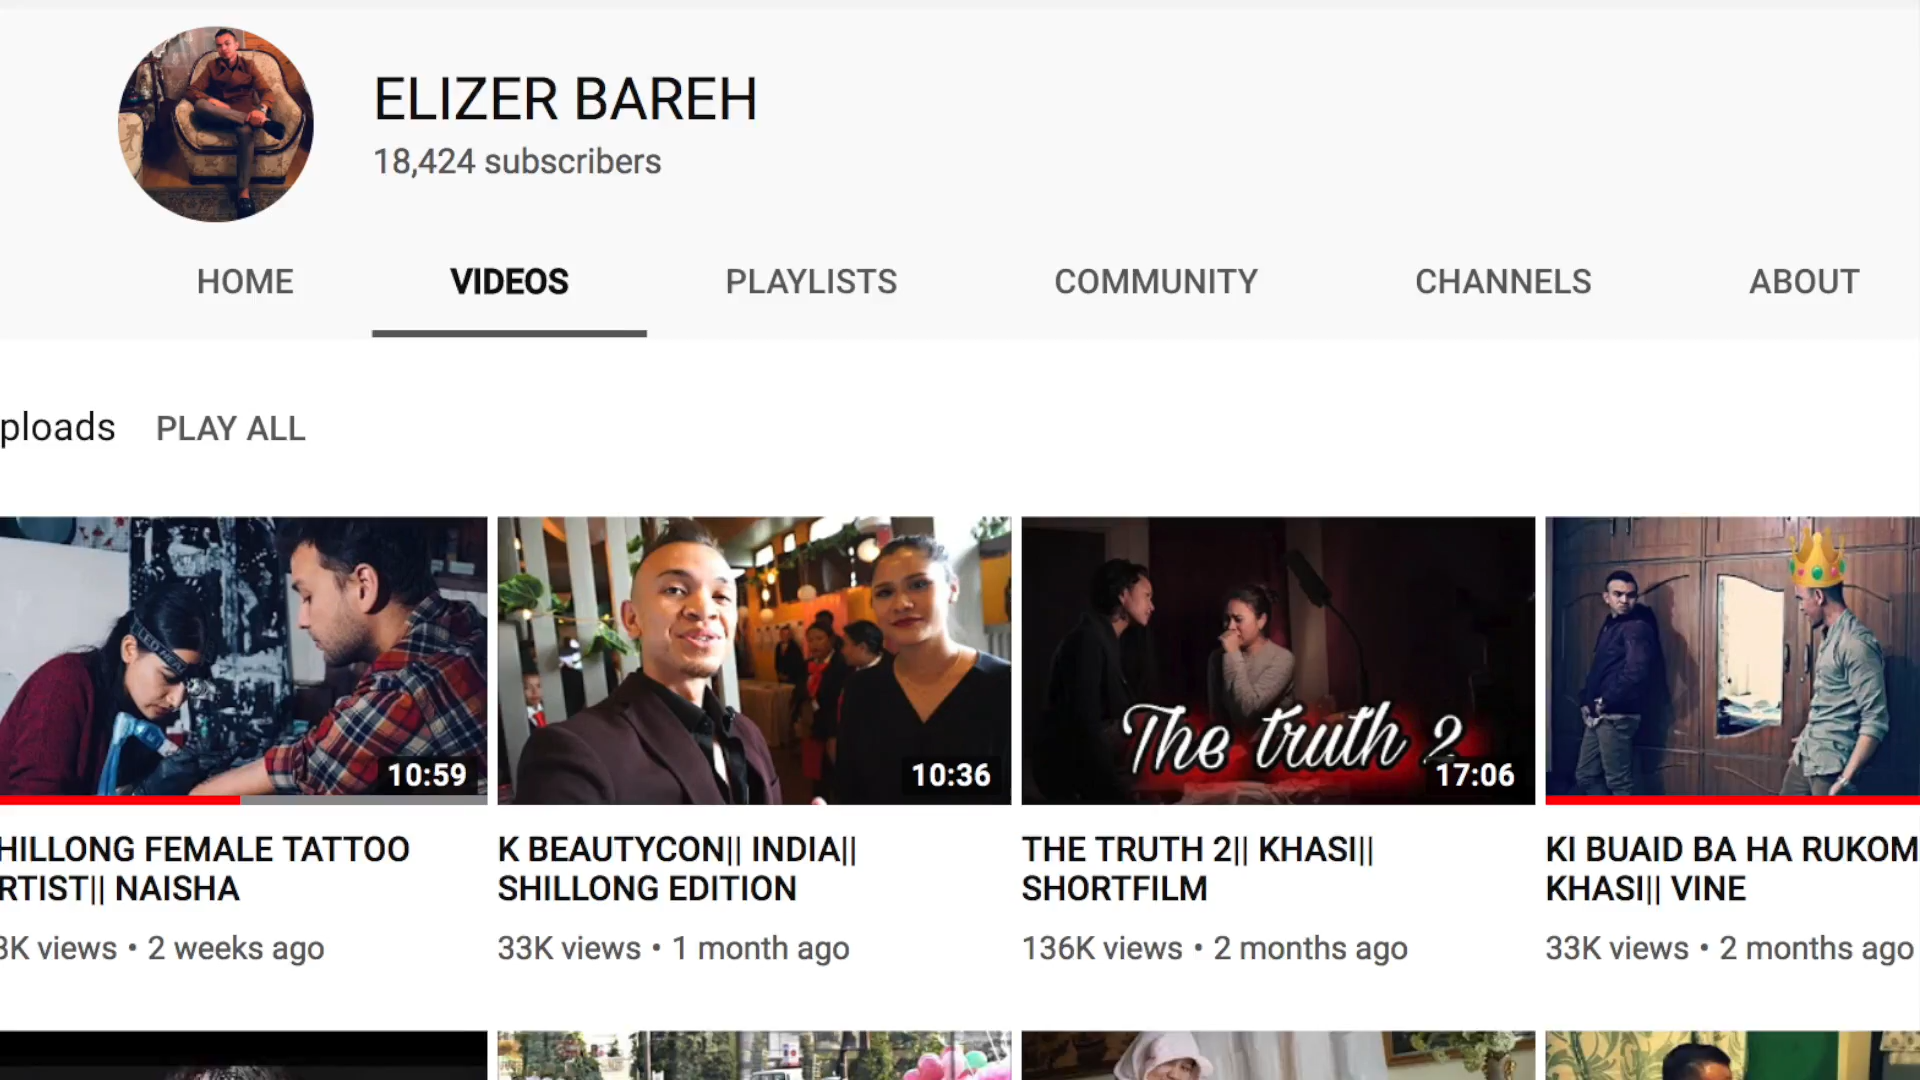 ELIZER BAREH
18,424 subscribers
HOME VIDEOS PLAYLISTS COMMUNITY CHANNELS ABOUT
ploads PLAY ALL
10:59
10:36
The truth 2
17:06
HILLONG FEMALE TATTOO
RTIST|| NAISHA
3K views • 2 weeks ago
K BEAUTYCON|| INDIA||
SHILLONG EDITION
33K views • 1 month ago
THE TRUTH 2|| KHASI||
SHORTFILM
136K views • 2 months ago
KI BUAID BA HA RUKOM
KHASI|| VINE
33K views • 2 months ago